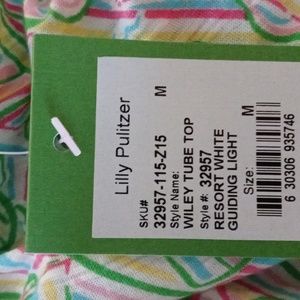 Lilly Pulitzer
M
SKU#
32957-115-Z15
Style Name:
WILEY TUBE TOP
Style #: 32957
RESORT WHITE
GUIDING LIGHT
Size:
M
6 30306 935746